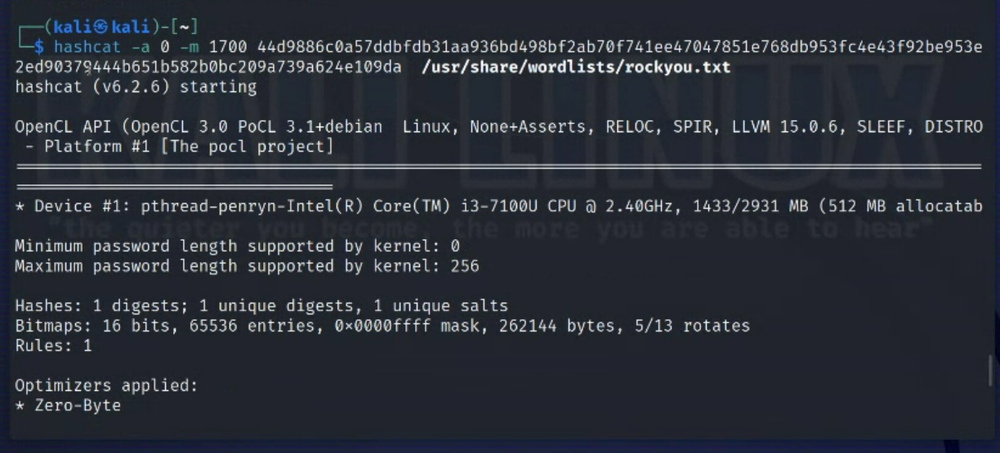 ┌──(kali㉿kali)-[~]
└─$ hashcat -a 0 -m 1700 44d9886c0a57ddbfdb31aa936bd498bf2ab70f741ee47047851e768db953fc4e43f92be953e
2ed90379444b651b582b0bc209a739a624e109da  /usr/share/wordlists/rockyou.txt
hashcat (v6.2.6) starting
OpenCL API (OpenCL 3.0 PoCL 3.1+debian  Linux, None+Asserts, RELOC, SPIR, LLVM 15.0.6, SLEEF, DISTRO
- Platform #1 [The pocl project]
====================================================================================================
=================================
* Device #1: pthread-penryn-Intel(R) Core(TM) i3-7100U CPU @ 2.40GHz, 1433/2931 MB (512 MB allocatab
Minimum password length supported by kernel: 0
Maximum password length supported by kernel: 256
Hashes: 1 digests; 1 unique digests, 1 unique salts
Bitmaps: 16 bits, 65536 entries, 0×0000ffff mask, 262144 bytes, 5/13 rotates
Rules: 1
Optimizers applied:
* Zero-Byte
KALI LINUX
"the quieter you become, the more you are able to hear"